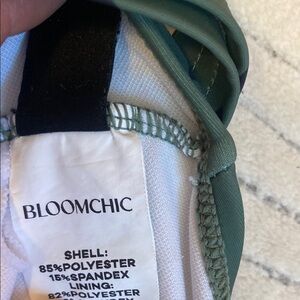 BLOOMCHIC
SHELL:
85%POLYESTER
15%SPANDEX
LINING:
82%POLYESTER